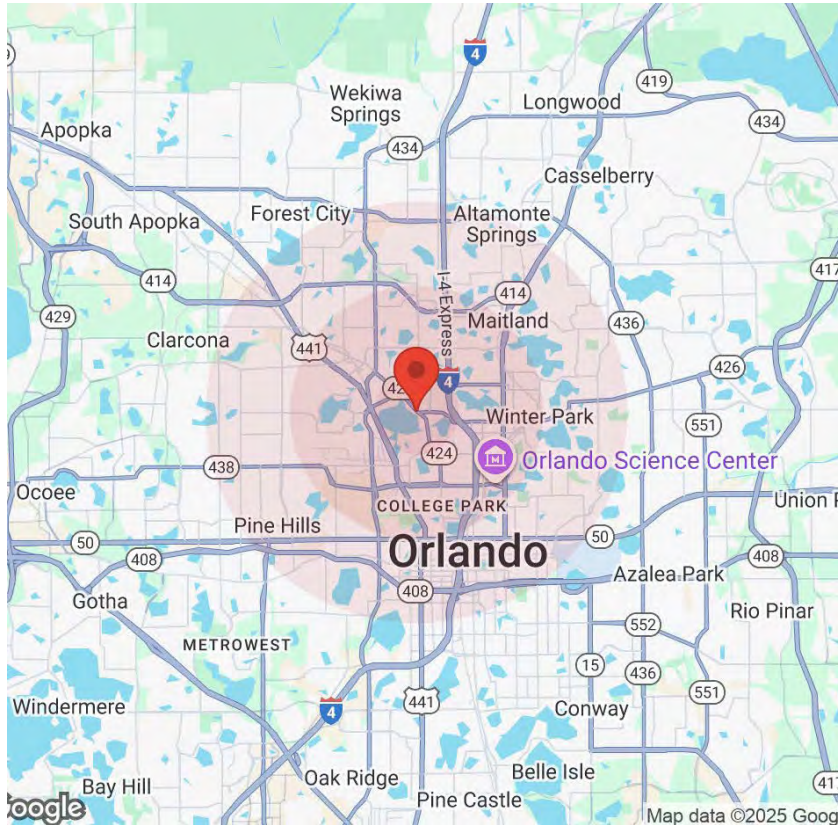 4
419
Longwood
Wekiwa
Springs
434
434
Apopka
Casselberry
Forest City
Altamonte
Springs
South Apopka
417
414
I-4 Express
414
429
Maitland
436
Clarcona
441
426
4
Winter Park
551
424
Orlando Science Center
438
Ocoee
COLLEGE PARK
Union
Pine Hills
50
50
408
Orlando
408
Azalea Park
408
Gotha
Rio Pinar
552
METROWEST
15
436
441
551
Windermere
4
Conway
Belle Isle
Oak Ridge
417
Bay Hill
Pine Castle
Google
Map data ©2025 Goog